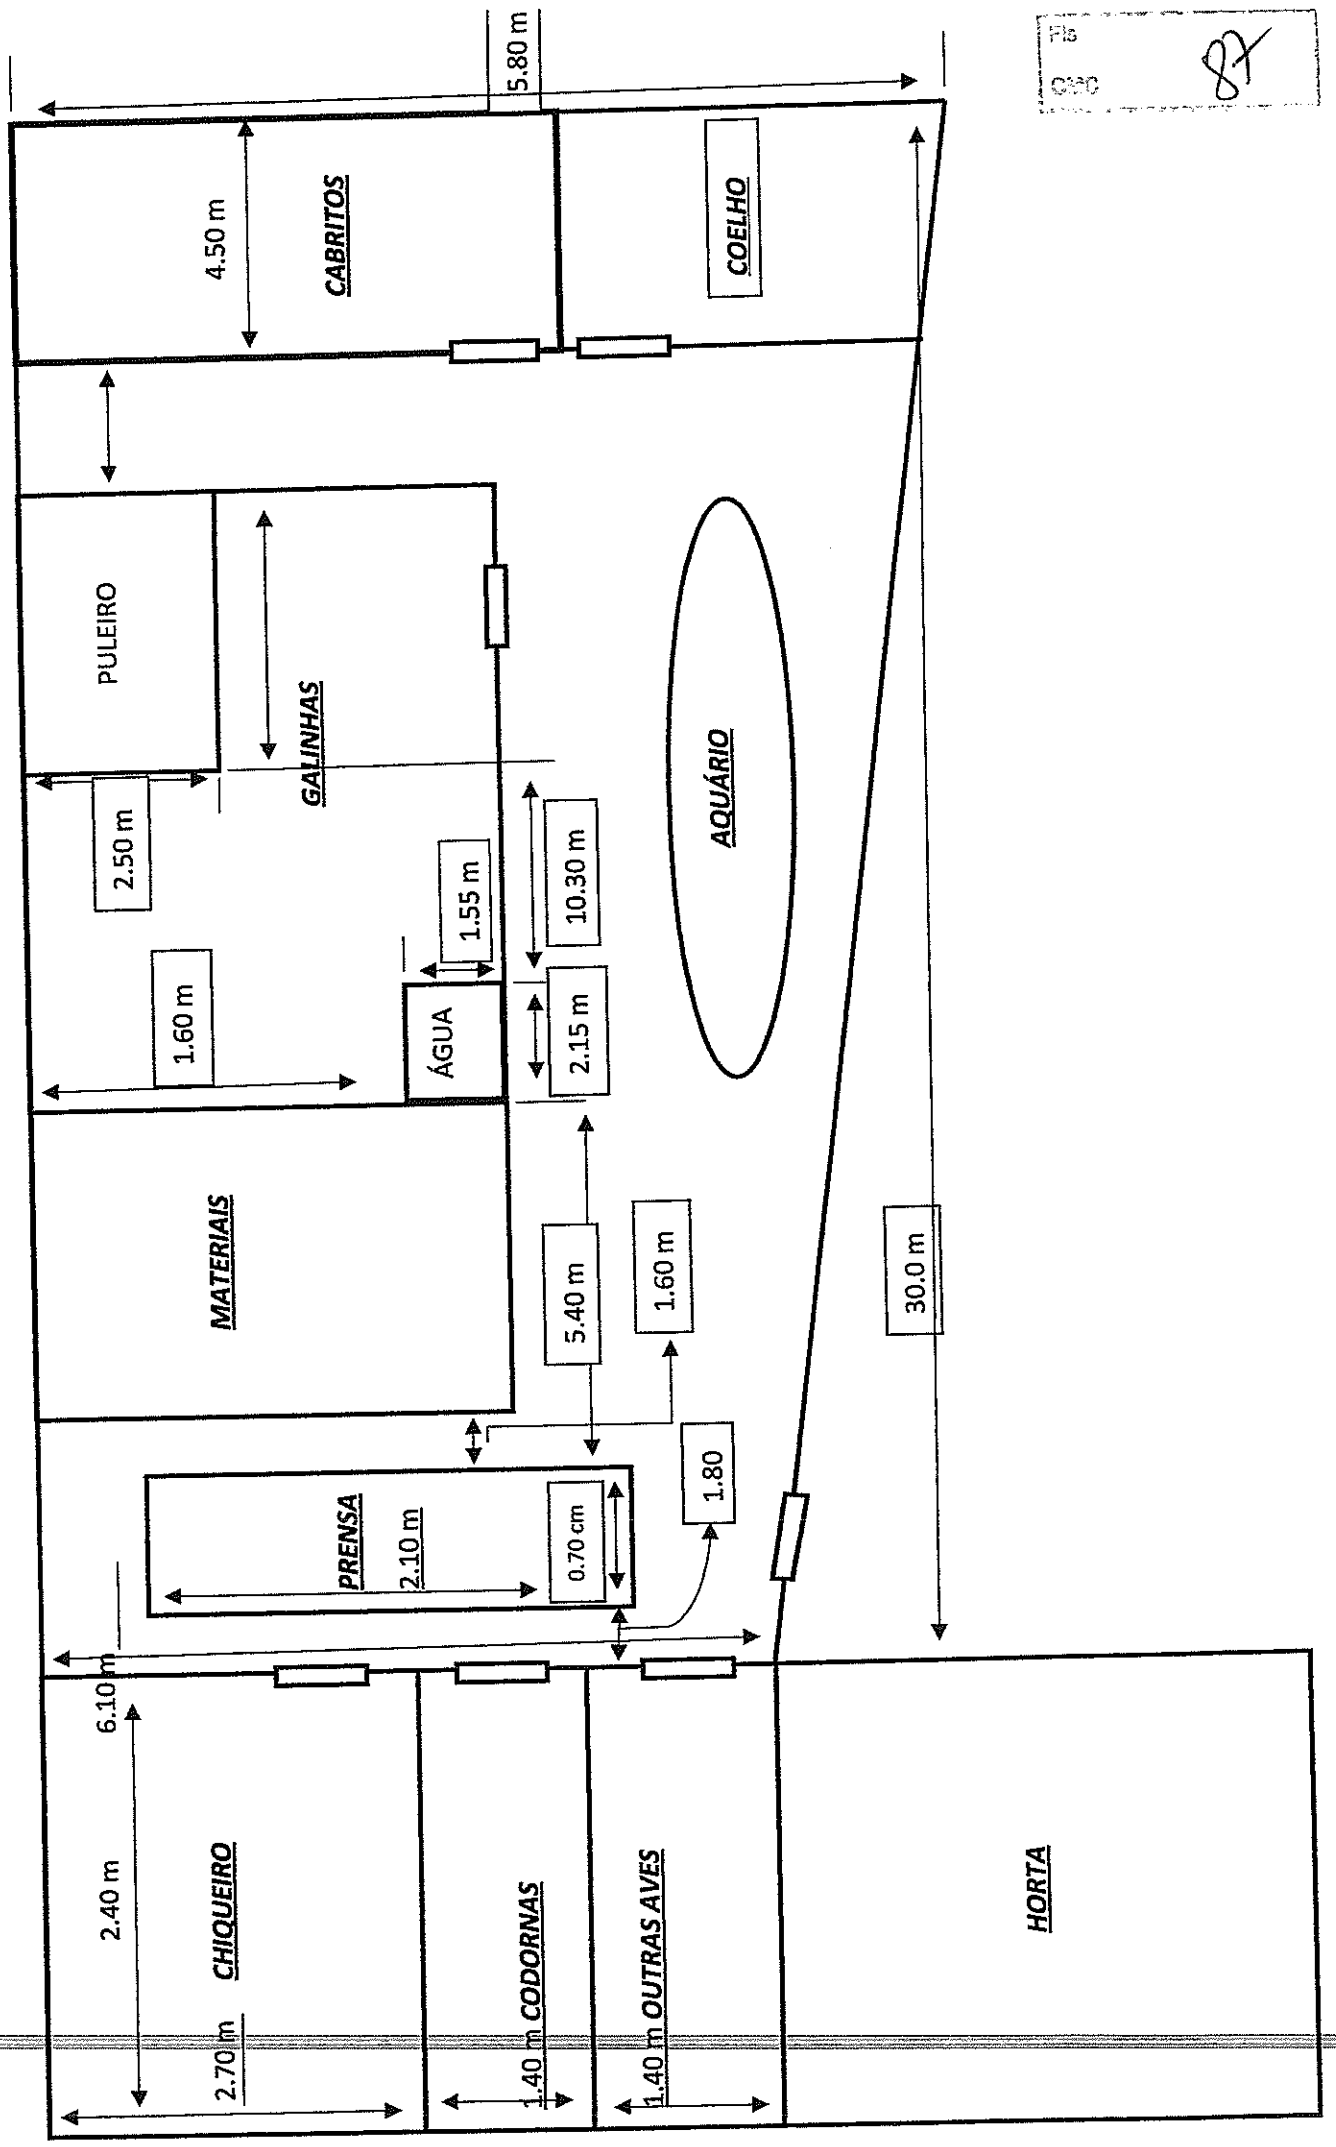 Fls
87
5.80 m
4.50 m
CABRITOS
COELHO
PULEIRO
GALINHAS
2.50 m
1.55 m
10.30 m
AQUÁRIO
1.60 m
ÁGUA
2.15 m
MATERIAIS
5.40 m
1.60 m
30.0 m
PRENSA
2.10 m
0.70 cm
1.80
6.10 m
2.40 m
CHIQUEIRO
2.70 m
1.40 m CODORNAS
1.40 m OUTRAS AVES
HORTA